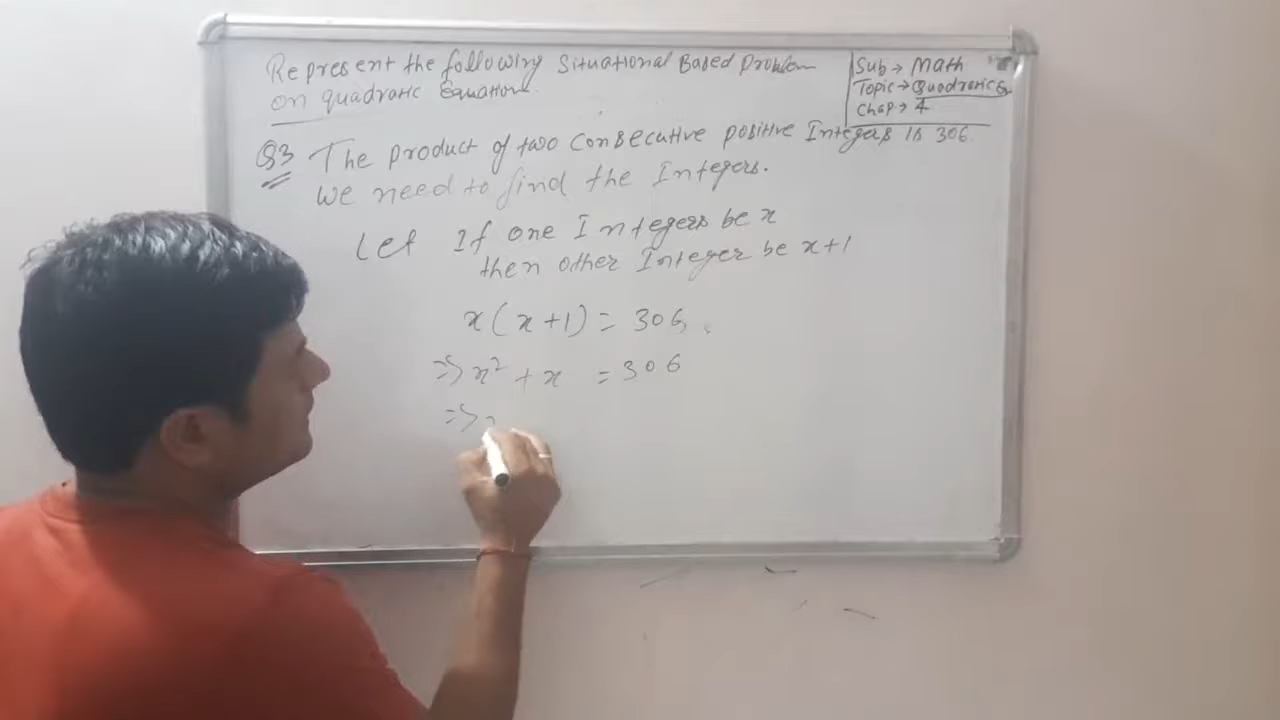 Represent the following Situational Based Problem
on quadratic Equation.
Sub → Math
Topic → Quadratic E
Chap → 4
Q3 The product of two consecutive positive Integers is 306.
We need to find the Integers.
Let If one Integers be x
then other Integer be x+1
x(x+1) = 306
=> x² + x = 306
=>